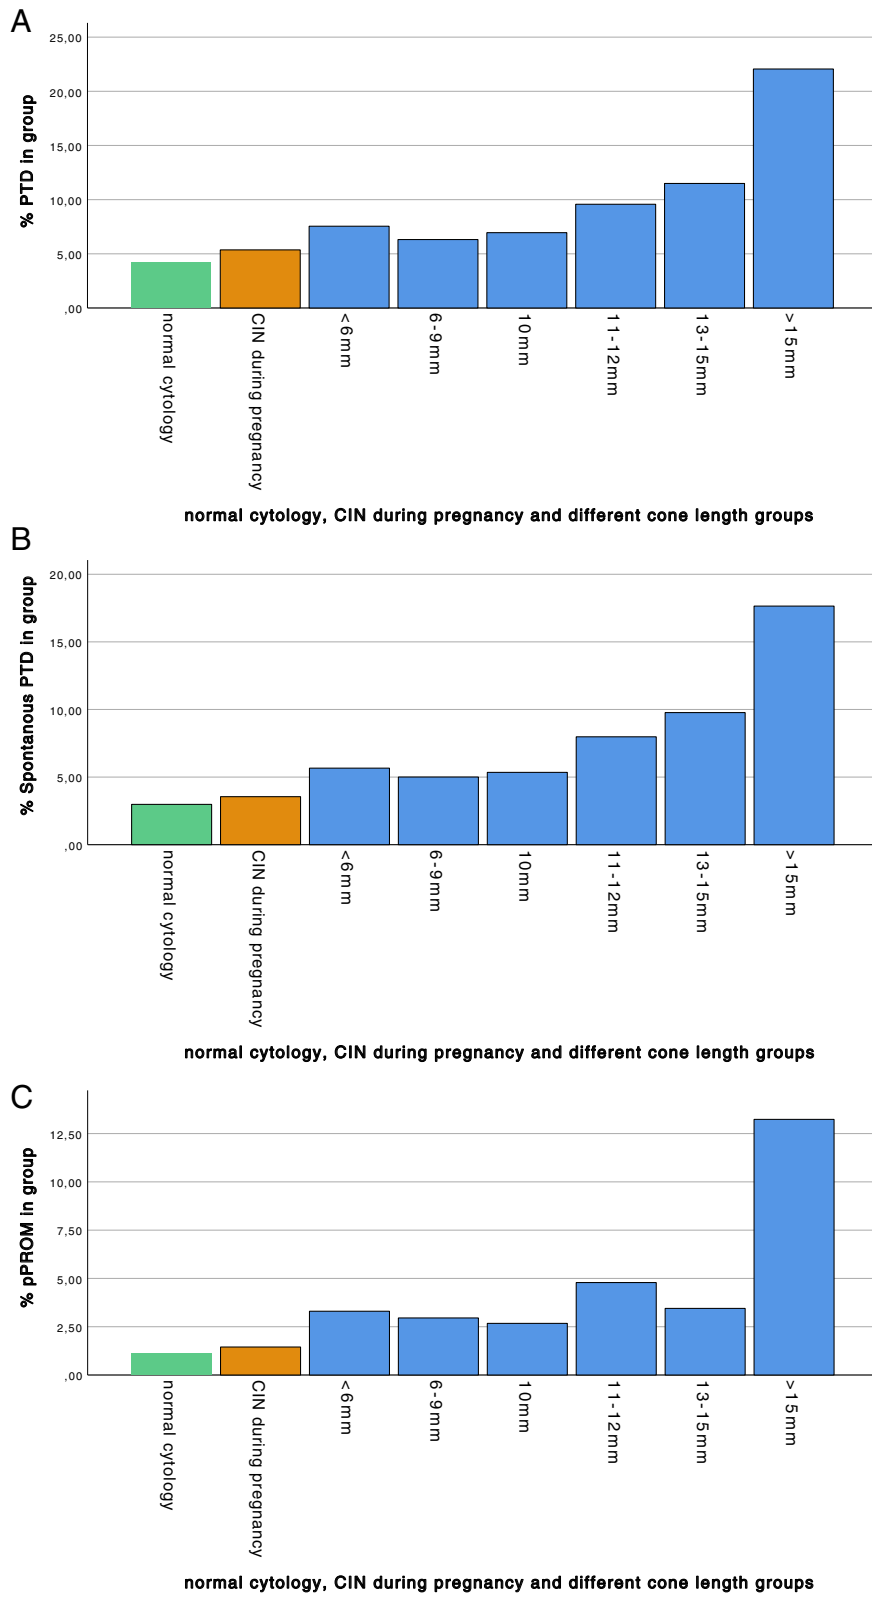 A
% PTD in group
25,00
20,00
15,00
10,00
5,00
,00
normal cytology
CIN during pregnancy
<6mm
6-9mm
10mm
11-12mm
13-15mm
>15mm
normal cytology, CIN during pregnancy and different cone length groups
B
% Spontanous PTD in group
20,00
15,00
10,00
5,00
,00
normal cytology
CIN during pregnancy
<6mm
6-9mm
10mm
11-12mm
13-15mm
>15mm
normal cytology, CIN during pregnancy and different cone length groups
C
% pPROM in group
12,50
10,00
7,50
5,00
2,50
,00
normal cytology
CIN during pregnancy
<6mm
6-9mm
10mm
11-12mm
13-15mm
>15mm
normal cytology, CIN during pregnancy and different cone length groups